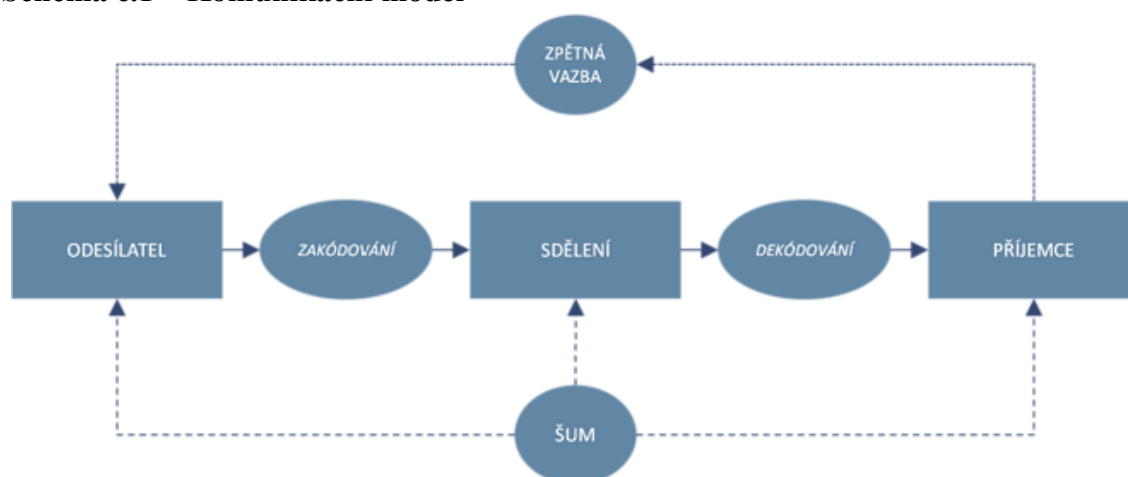 ZPĚTNÁ
VAZBA
ODESÍLATEL
ZAKÓDOVÁNÍ
SDĚLENÍ
DEKÓDOVÁNÍ
PŘÍJEMCE
ŠUM